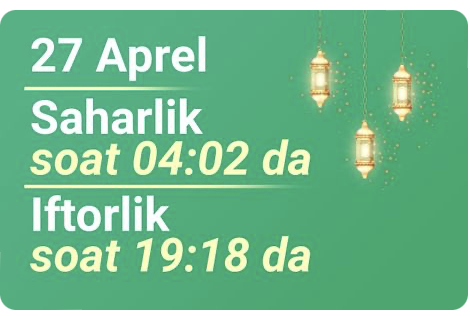 27 Aprel
Saharlik
soat 04:02 da
Iftorlik
soat 19:18 da